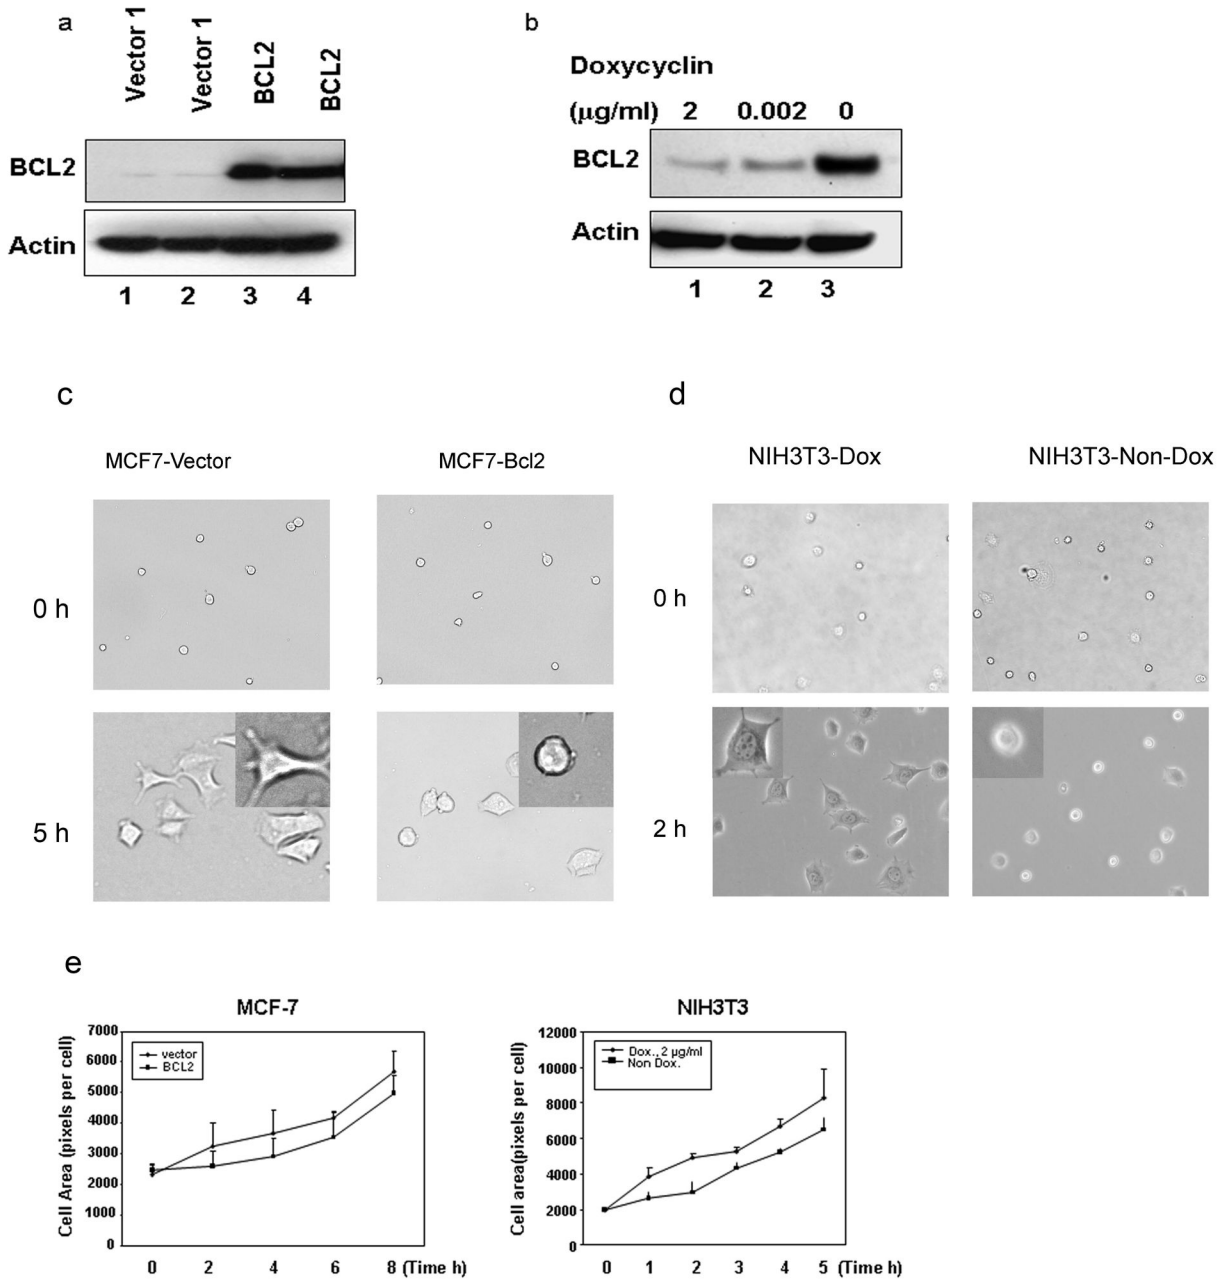 a
Vector 1
Vector 1
BCL2
BCL2
BCL2
Actin
1 2 3 4
b
Doxycyclin
(µg/ml) 2 0.002 0
BCL2
Actin
1 2 3
c
MCF7-Vector MCF7-Bcl2
0 h
5 h
d
NIH3T3-Dox NIH3T3-Non-Dox
0 h
2 h
e
MCF-7
Cell Area (pixels per cell)
7000
6000
5000
4000
3000
2000
1000
0
vector
BCL2
0 2 4 6 8 (Time h)
NIH3T3
Cell area(pixels per cell)
12000
10000
8000
6000
4000
2000
0
Dox., 2 µg/ml
Non Dox.
0 1 2 3 4 5 (Time h)